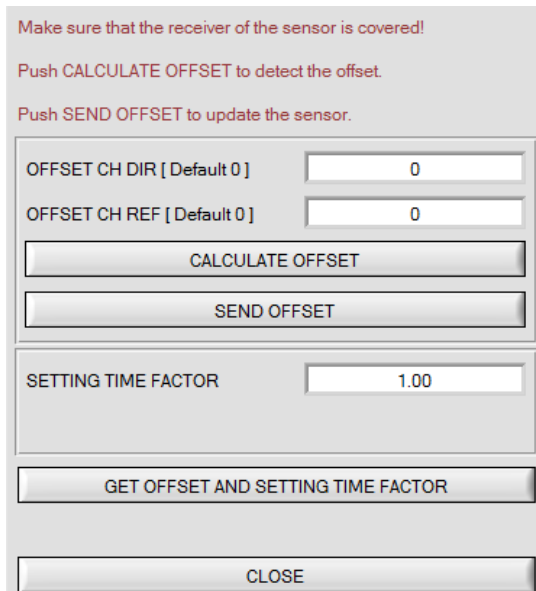 Make sure that the receiver of the sensor is covered!
Push CALCULATE OFFSET to detect the offset.
Push SEND OFFSET to update the sensor.
OFFSET CH DIR [ Default 0 ] 0
OFFSET CH REF [ Default 0 ] 0
CALCULATE OFFSET
SEND OFFSET
SETTING TIME FACTOR 1.00
GET OFFSET AND SETTING TIME FACTOR
CLOSE